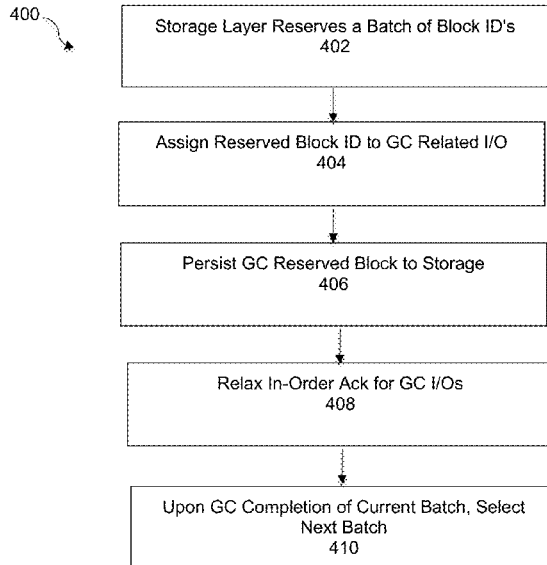 400
Storage Layer Reserves a Batch of Block ID's
402
Assign Reserved Block ID to GC Related I/O
404
Persist GC Reserved Block to Storage
406
Relax In-Order Ack for GC I/Os
408
Upon GC Completion of Current Batch, Select
Next Batch
410